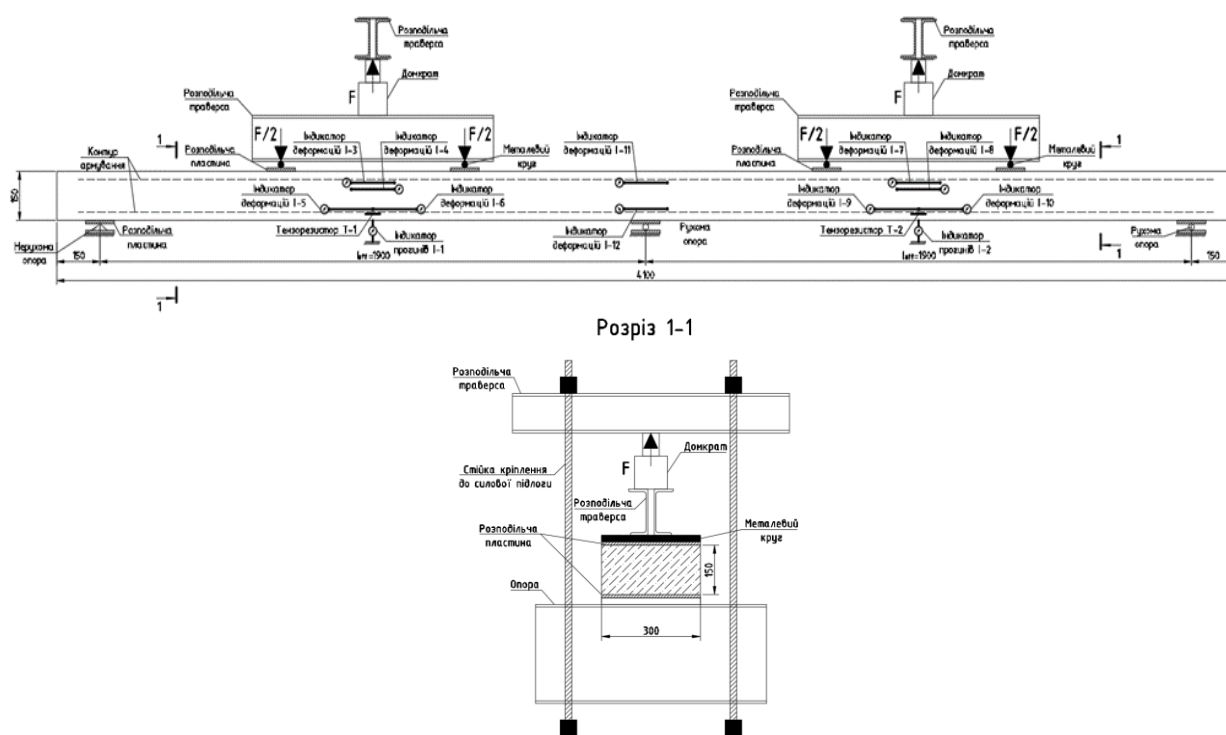 Розподільча
траверса
Розподільча
траверса
F
Домкрат
F
Домкрат
Розподільча
траверса
Розподільча
траверса
F/2
Індикатор
деформацій І-3
Індикатор
деформацій І-4
F/2
Індикатор
деформацій І-11
F/2
Індикатор
деформацій І-7
Індикатор
деформацій І-8
F/2
1
1
Контур
армування
Розподільча
пластина
Металевий
круг
Розподільча
пластина
Металевий
круг
150
Індикатор
деформацій І-5
Індикатор
деформацій І-6
Індикатор
деформацій І-9
Індикатор
деформацій І-10
Нерухома
опора
Розподільча
пластина
Тензорезистор Т-1
Індикатор
прогинів І-1
Індикатор
деформацій І-12
Рухома
опора
Тензорезистор Т-2
Індикатор
прогинів І-2
Рухома
опора
150
=1900
=1900
150
4100
1
1
Розріз 1-1
Розподільча
траверса
Домкрат
F
Стійка кріплення
до силової підлоги
Розподільча
траверса
Розподільча
пластина
Металевий
круг
150
Опора
300